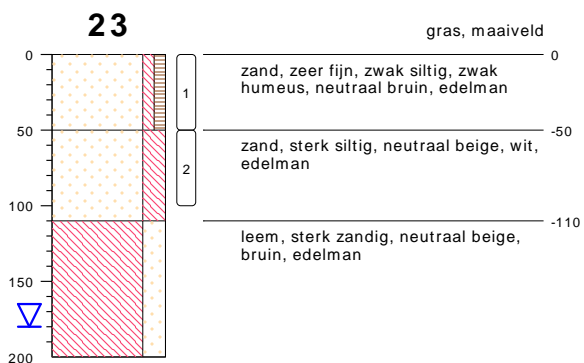 23
gras, maaiveld
0
0
zand, zeer fijn, zwak siltig, zwak
humeus, neutraal bruin, edelman
1
50
-50
zand, sterk siltig, neutraal beige, wit,
edelman
2
100
-110
leem, sterk zandig, neutraal beige,
bruin, edelman
150
200